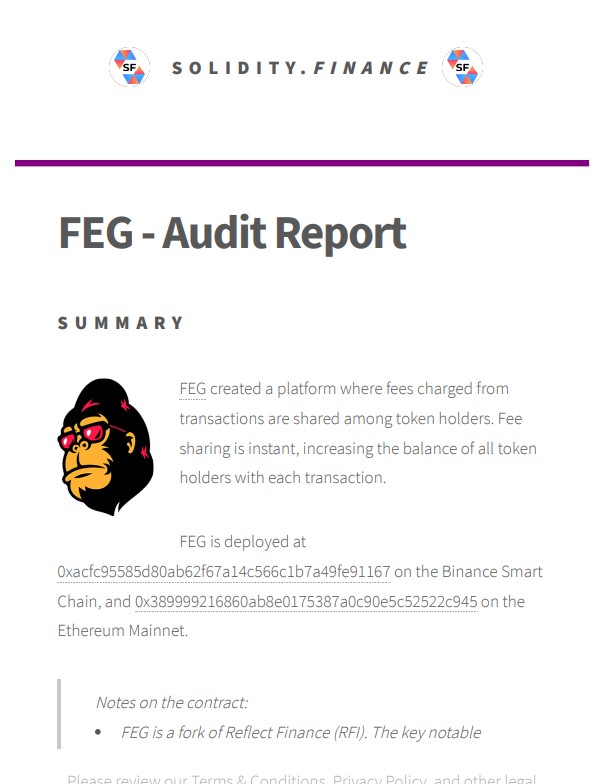 SF SOLIDITY.FINANCE SF
FEG - Audit Report
SUMMARY
FEG created a platform where fees charged from
transactions are shared among token holders. Fee
sharing is instant, increasing the balance of all token
holders with each transaction.
FEG is deployed at
0xacfc95585d80ab62f67a14c566c1b7a49fe91167 on the Binance Smart
Chain, and 0x389999216860ab8e0175387a0c90e5c52522c945 on the
Ethereum Mainnet.
Notes on the contract:
• FEG is a fork of Reflect Finance (RFI). The key notable
Please review our Terms & Conditions, Privacy Policy, and other legal